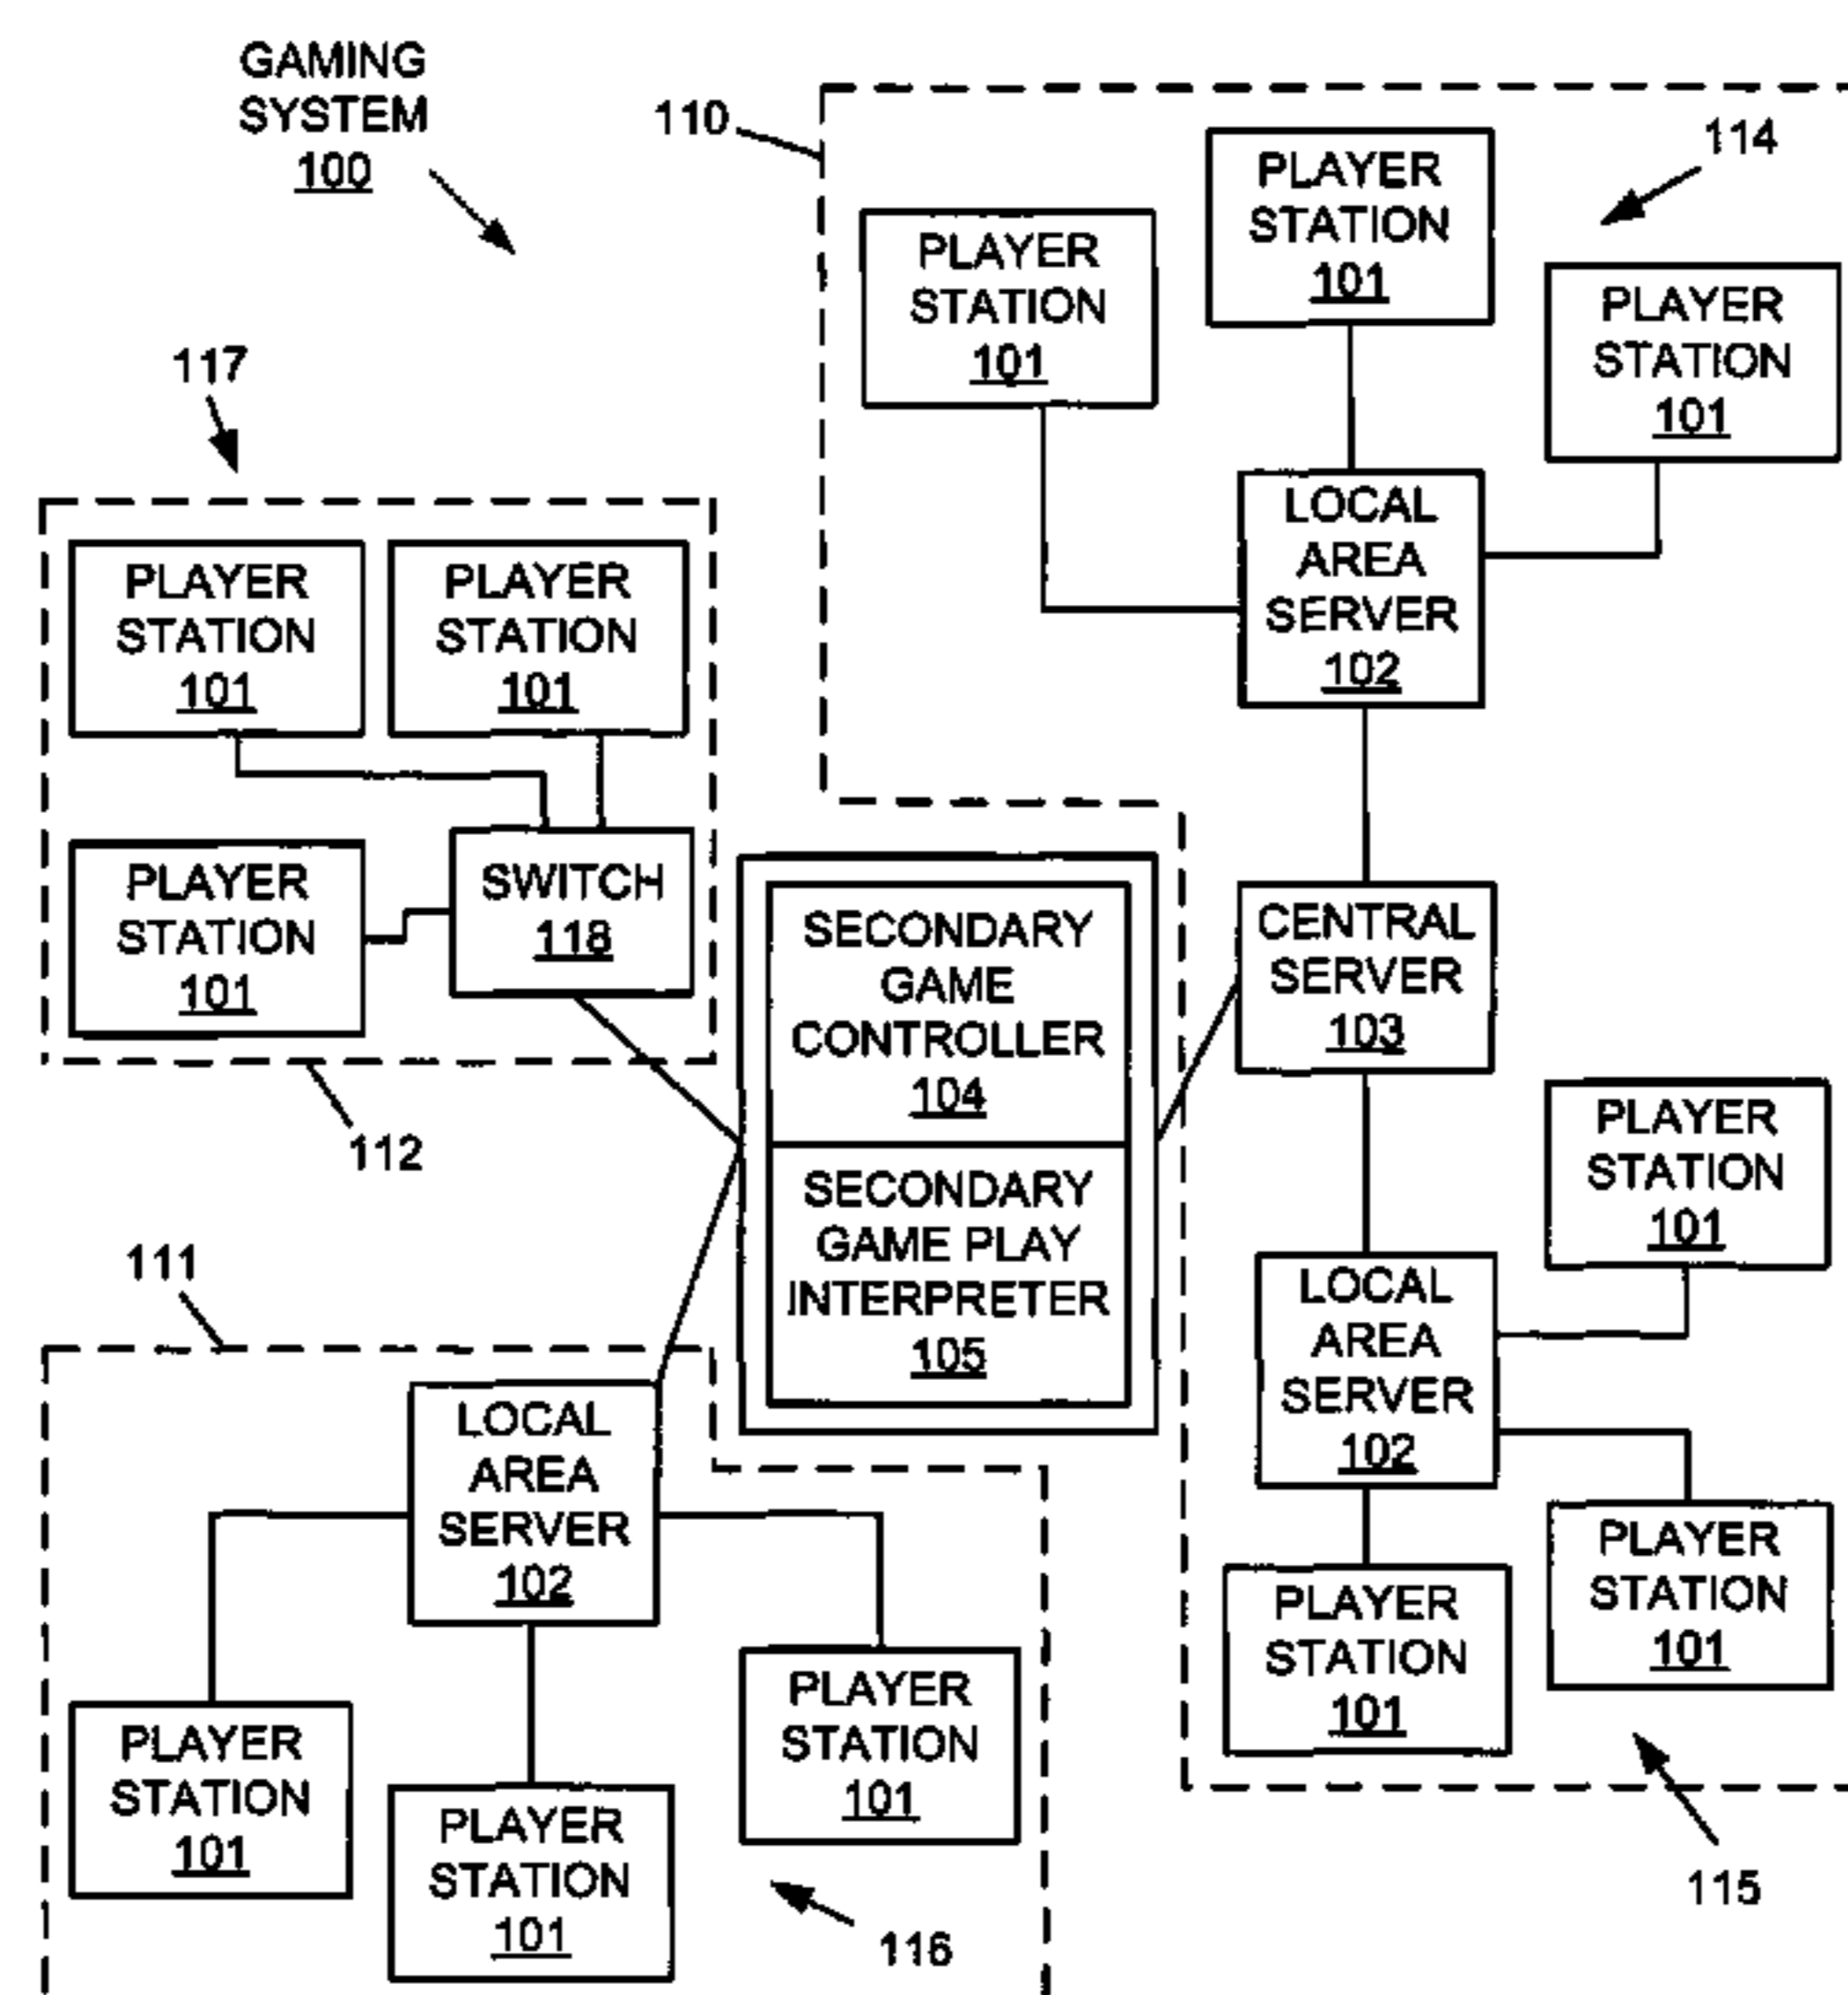 GAMING
SYSTEM
100
110
114
PLAYER
STATION
101
PLAYER
STATION
101
PLAYER
STATION
101
LOCAL
AREA
SERVER
102
117
PLAYER
STATION
101
PLAYER
STATION
101
PLAYER
STATION
101
SWITCH
118
112
SECONDARY
GAME
CONTROLLER
104
SECONDARY
GAME PLAY
INTERPRETER
105
CENTRAL
SERVER
103
PLAYER
STATION
101
LOCAL
AREA
SERVER
102
PLAYER
STATION
101
PLAYER
STATION
101
115
111
LOCAL
AREA
SERVER
102
PLAYER
STATION
101
PLAYER
STATION
101
PLAYER
STATION
101
116